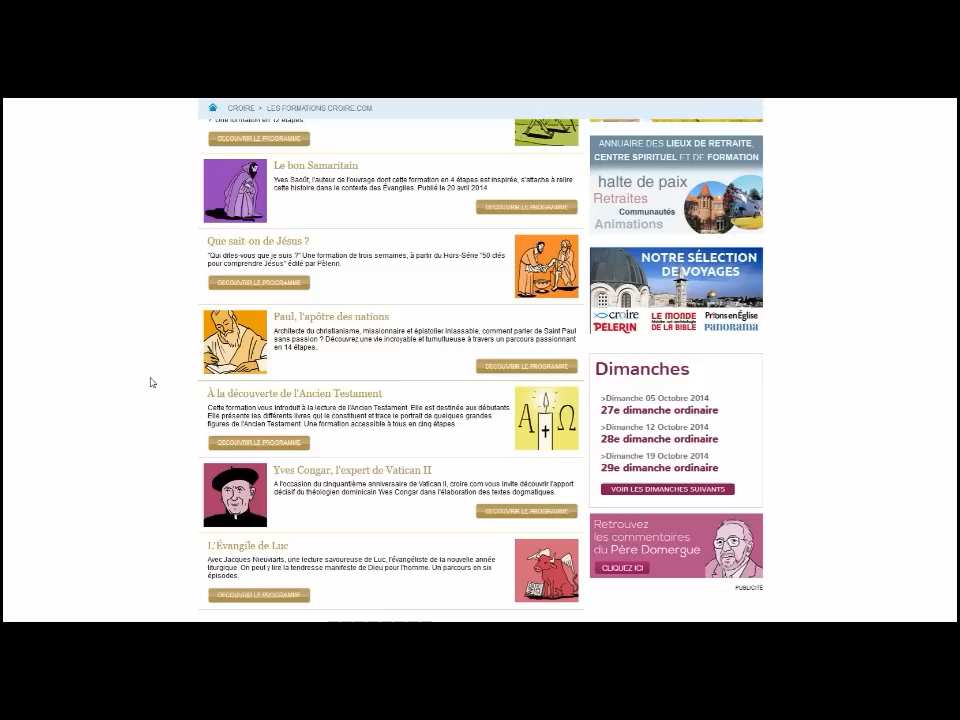 CROIRE > LES FORMATIONS CROIRE.COM
> Une formation en 12 étapes.
DECOUVRIR LE PROGRAMME
Le bon Samaritain
Yves Saoût, l'auteur de l'ouvrage dont cette formation en 4 étapes est inspirée, s'attache à relire
cette histoire dans le contexte des Évangiles. Publié le 20 avril 2014
DECOUVRIR LE PROGRAMME
Que sait-on de Jésus ?
"Qui dites-vous que je suis ?" Une formation de trois semaines, à partir du Hors-Série "50 clés
pour comprendre Jésus" édité par Pèlerin.
DECOUVRIR LE PROGRAMME
Paul, l'apôtre des nations
Architecte du christianisme, missionnaire et épistolier inlassable, comment parler de Saint Paul
sans passion ? Découvrez une vie incroyable et tumultueuse à travers un parcours passionnant
en 14 étapes.
DECOUVRIR LE PROGRAMME
À la découverte de l'Ancien Testament
Cette formation vous introduit à la lecture de l'Ancien Testament. Elle est destinée aux débutants.
Elle présente les différents livres qui le constituent et trace le portrait de quelques grandes
figures de l'Ancien Testament. Une formation accessible à tous en cinq étapes.
DECOUVRIR LE PROGRAMME
Α Ω
Yves Congar, l'expert de Vatican II
A l'occasion du cinquantième anniversaire de Vatican II, croire.com vous invite découvrir l'apport
décisif du théologien dominicain Yves Congar dans l'élaboration des textes dogmatiques.
DECOUVRIR LE PROGRAMME
L'Évangile de Luc
Avec Jacques Nieuviarts, une lecture savoureuse de Luc, l'évangéliste de la nouvelle année
liturgique. On peut y lire la tendresse manifeste de Dieu pour l'homme. Un parcours en six
épisodes.
DECOUVRIR LE PROGRAMME
ANNUAIRE DES LIEUX DE RETRAITE,
CENTRE SPIRITUEL ET DE FORMATION
halte de paix
Retraites
Communautés
Animations
NOTRE SÉLECTION
DE VOYAGES
croire
LE MONDE
DE LA BIBLE
Prions en Église
PELERIN
panorama
Dimanches
>Dimanche 05 Octobre 2014
27e dimanche ordinaire
>Dimanche 12 Octobre 2014
28e dimanche ordinaire
>Dimanche 19 Octobre 2014
29e dimanche ordinaire
VOIR LES DIMANCHES SUIVANTS
Retrouvez
les commentaires
du Père Domergue
CLIQUEZ ICI
PUBLICITÉ